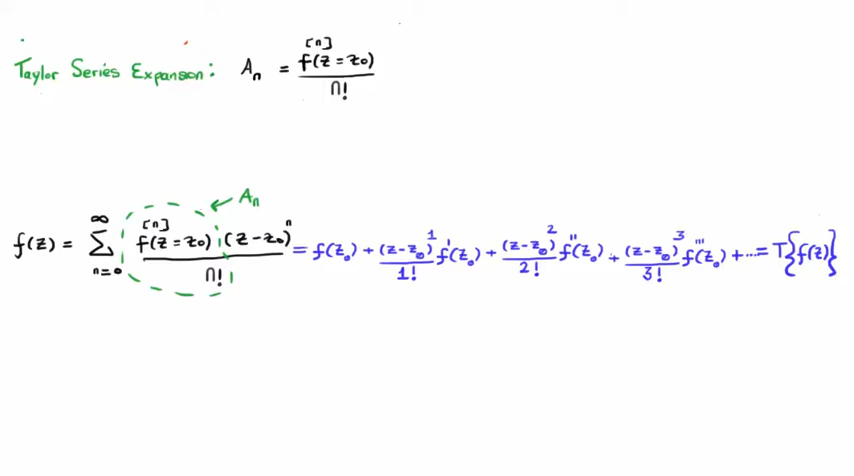 Taylor Series Expansion: Aₙ = f^[n](z = z₀) / n!
Aₙ
f(z) = ∑_{n=0}^{∞} f^[n](z = z₀) (z − z₀)ⁿ / n! = f(z₀) + (z − z₀)¹/1! f'(z₀) + (z − z₀)²/2! f''(z₀) + (z − z₀)³/3! f'''(z₀) + ... = T{f(z)}